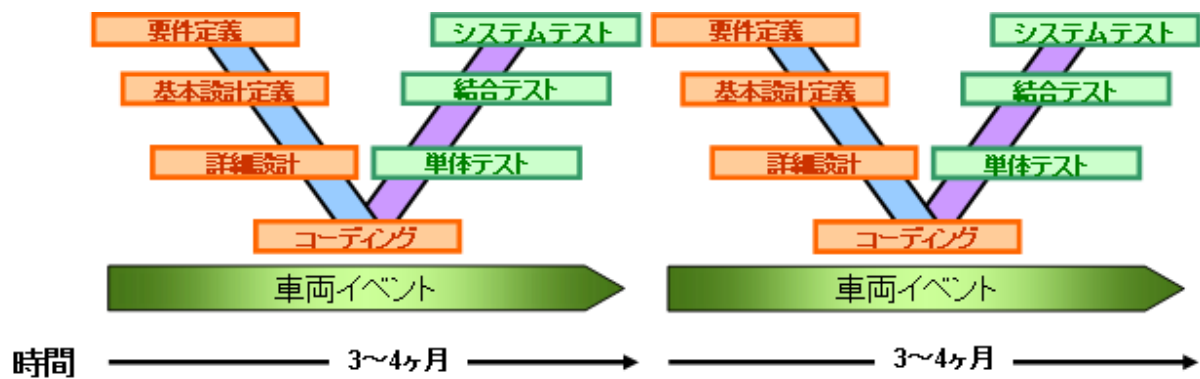 要件定義
システムテスト
要件定義
システムテスト
基本設計定義
結合テスト
基本設計定義
結合テスト
詳細設計
単体テスト
詳細設計
単体テスト
コーディング
コーディング
車両イベント
車両イベント
時間
3～4ヶ月
3～4ヶ月